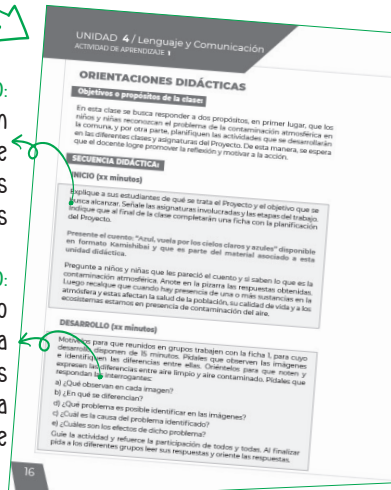 UNIDAD 4 / Lenguaje y Comunicación
ACTIVIDAD DE APRENDIZAJE 1
ORIENTACIONES DIDÁCTICAS
Objetivos o propósitos de la clase:
En esta clase se busca responder a dos propósitos, en primer lugar, que los
niños y niñas reconozcan el problema de la contaminación atmosférica en
la comuna, y por otra parte, planifiquen las actividades que se desarrollarán
en las diferentes clases y asignaturas del Proyecto. De esta manera, se espera
que el docente logre promover la reflexión y motivar a la acción.
SECUENCIA DIDÁCTICA:
INICIO (xx minutos)
Explique a sus estudiantes de qué se trata el Proyecto y el objetivo que se
busca alcanzar. Señale las asignaturas involucradas y las etapas del trabajo.
Indique que al final de la clase completarán una ficha con la planificación
del Proyecto.
Presente el cuento: "Azul, vuela por los cielos claros y azules" disponible
en formato Kamishibai y que es parte del material asociado a esta
unidad didáctica.
Pregunte a niños y niñas que les pareció el cuento y si saben lo que es la
contaminación atmosférica. Anote en la pizarra las respuestas obtenidas.
Luego recalque que cuando hay presencia de una o más sustancias en la
atmósfera y estas afectan la salud de la población, su calidad de vida y a los
ecosistemas estamos en presencia de contaminación del aire.
DESARROLLO (xx minutos)
Motívelos para que reunidos en grupos trabajen con la ficha 1, para cuyo
desarrollo disponen de 15 minutos. Pídales que observen las imágenes
e identifiquen las diferencias entre ellas. Oriéntelos para que noten y
expresen las diferencias entre aire limpio y aire contaminado. Pídales que
respondan las interrogantes:
a) ¿Qué observan en cada imagen?
b) ¿En qué se diferencian?
d) ¿Qué problema es posible identificar en las imágenes?
c) ¿Cuál es la causa del problema identificado?
e) ¿Cuáles son los efectos de dicho problema?
Guíe la actividad y refuerce la participación de todos y todas. Al finalizar
pida a los diferentes grupos leer sus respuestas y oriente las respuestas.
16